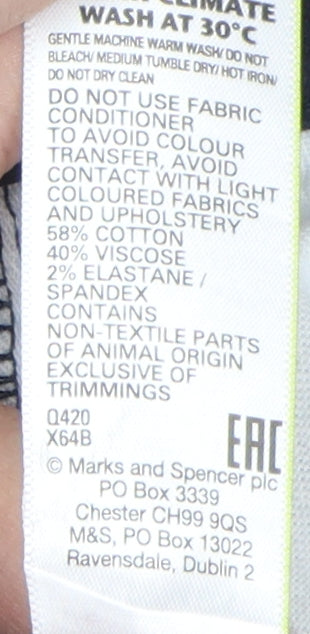 CLIMATE
WASH AT 30°C
GENTLE MACHINE WARM WASH/ DO NOT
BLEACH/ MEDIUM TUMBLE DRY/ HOT IRON/
DO NOT DRY CLEAN
DO NOT USE FABRIC
CONDITIONER
TO AVOID COLOUR
TRANSFER, AVOID
CONTACT WITH LIGHT
COLOURED FABRICS
AND UPHOLSTERY
58% COTTON
40% VISCOSE
2% ELASTANE /
SPANDEX
CONTAINS
NON-TEXTILE PARTS
OF ANIMAL ORIGIN
EXCLUSIVE OF
TRIMMINGS
Q420
X64B
EAC
© Marks and Spencer plc
PO Box 3339
Chester CH99 9QS
M&S, PO Box 13022
Ravensdale, Dublin 2